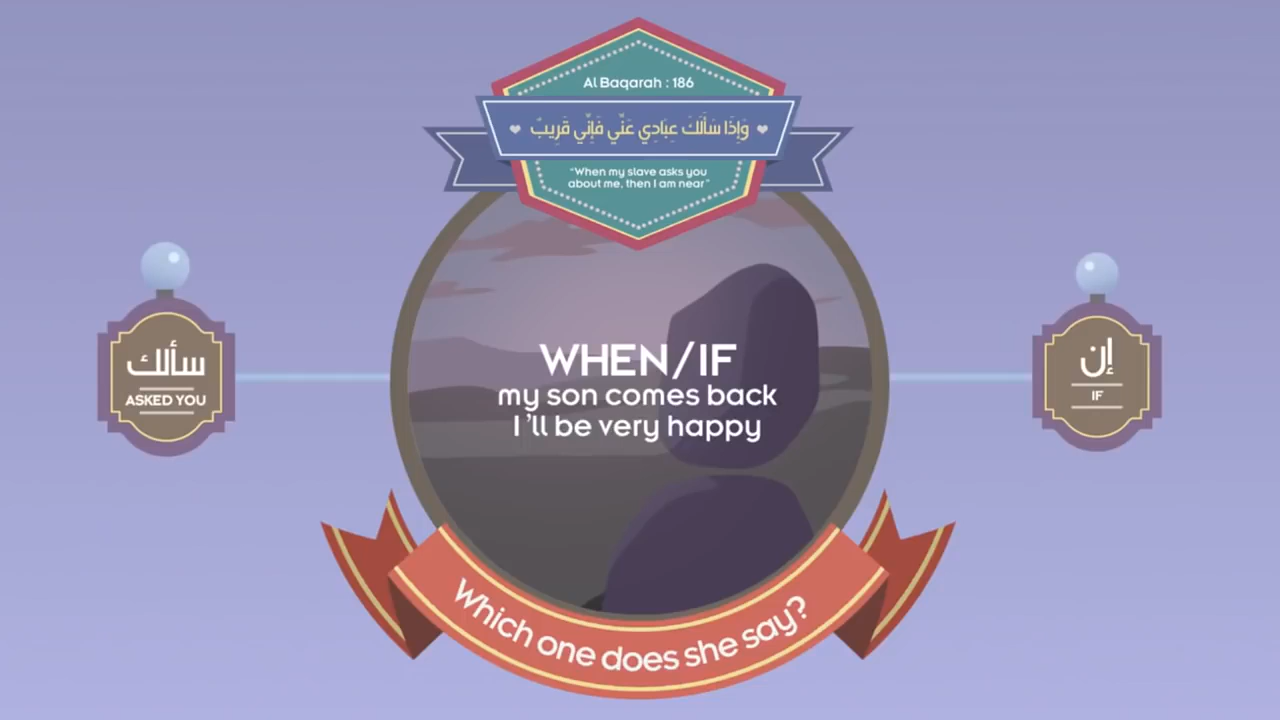 Al Baqarah : 186
وَإِذَا سَأَلَكَ عِبَادِي عَنِّي فَإِنِّي قَرِيبٌ
"When my slave asks you
about me, then I am near"
سألك
ASKED YOU
WHEN/IF
my son comes back
I 'll be very happy
إن
IF
Which one does she say?